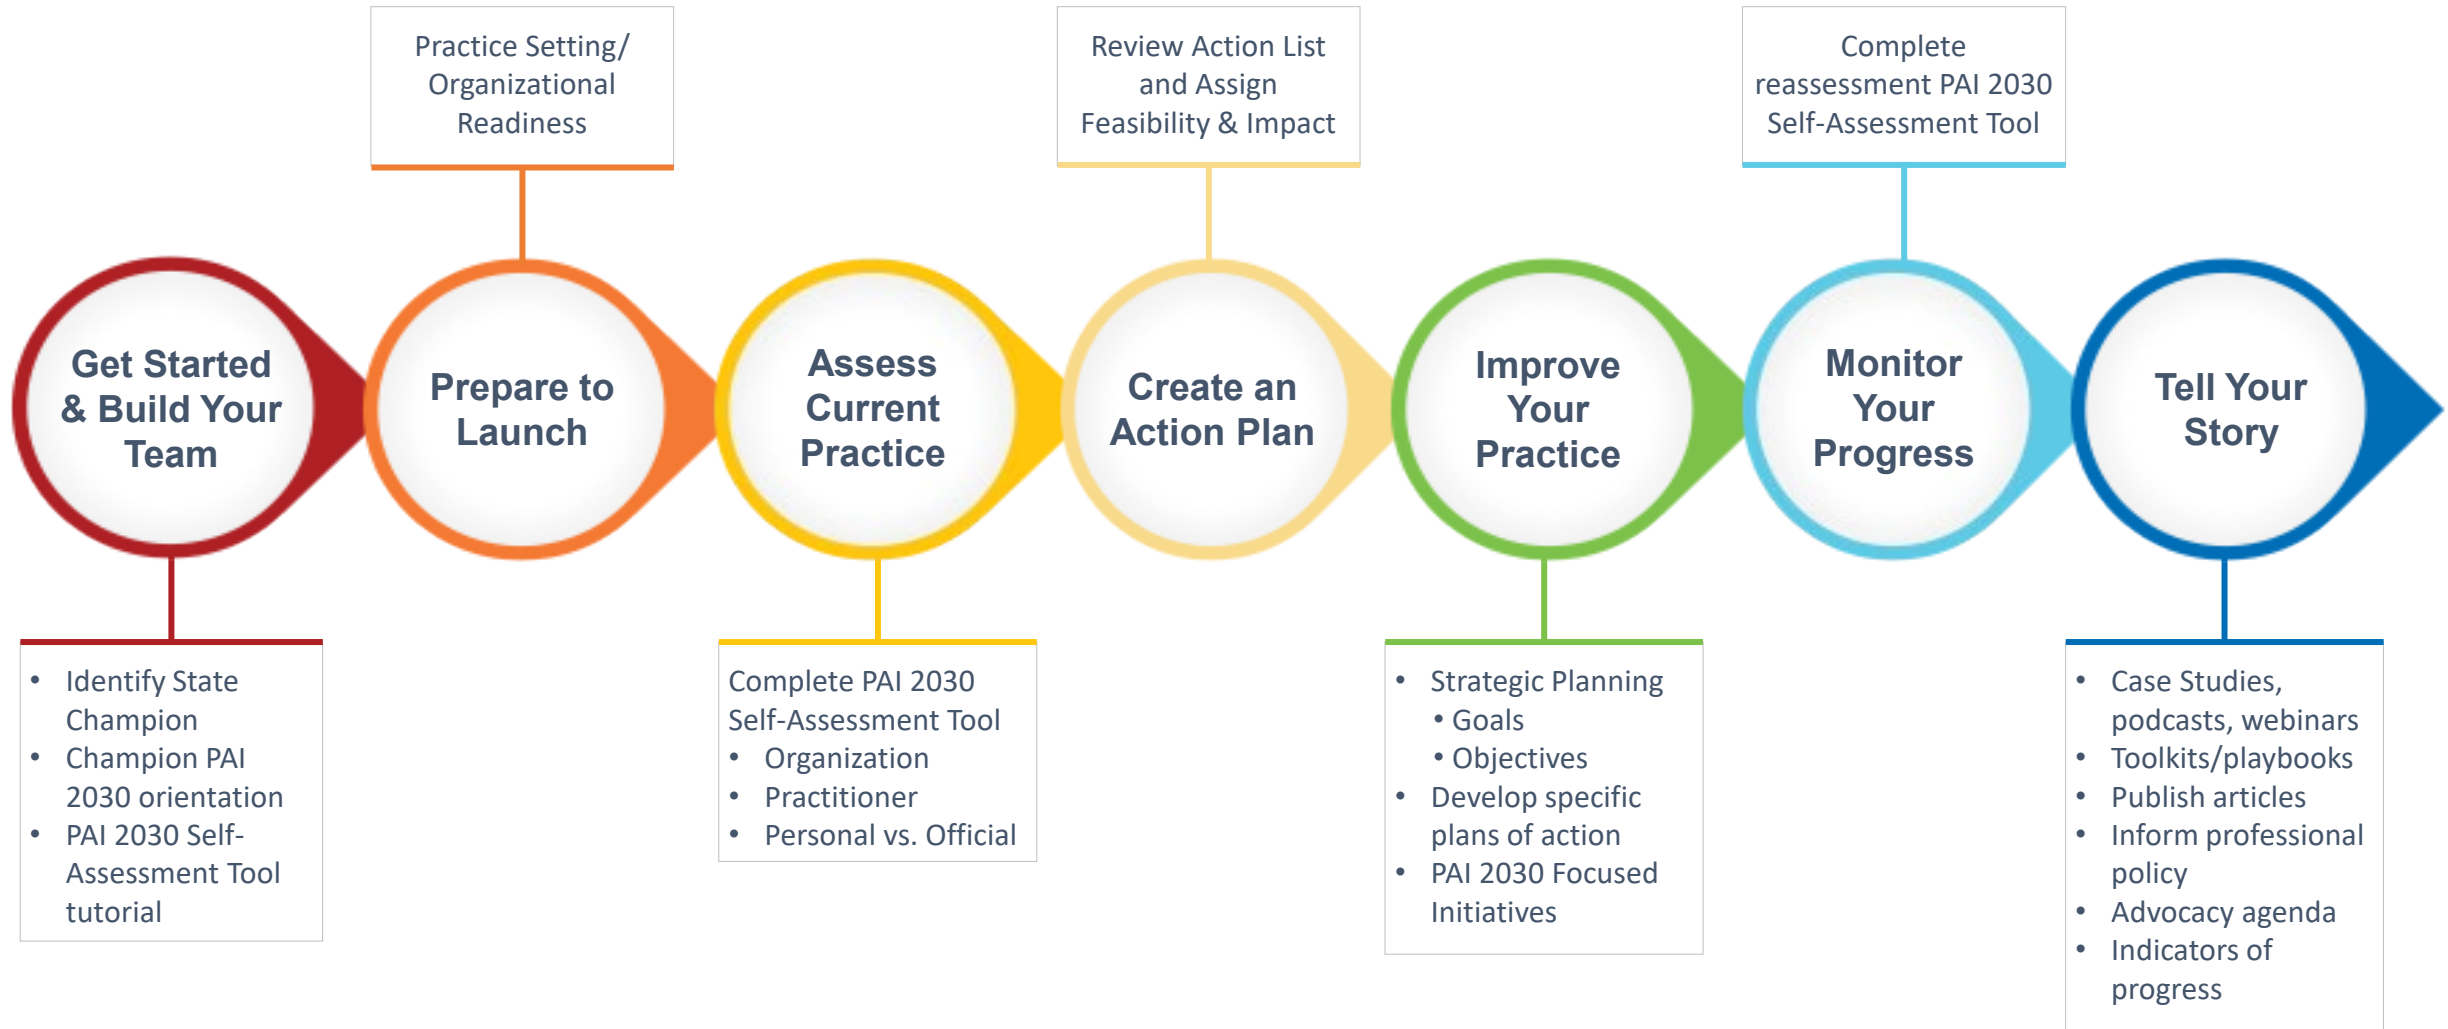 Practice Setting/
Organizational
Readiness
Review Action List
and Assign
Feasibility & Impact
Complete
reassessment PAI 2030
Self-Assessment Tool
Get Started
& Build Your
Team
Prepare to
Launch
Assess
Current
Practice
Create an
Action Plan
Improve
Your
Practice
Monitor
Your
Progress
Tell Your
Story
• Identify State
Champion
• Champion PAI
2030 orientation
• PAI 2030 Self-
Assessment Tool
tutorial
Complete PAI 2030
Self-Assessment Tool
• Organization
• Practitioner
• Personal vs. Official
• Strategic Planning
• Goals
• Objectives
• Develop specific
plans of action
• PAI 2030 Focused
Initiatives
• Case Studies,
podcasts, webinars
• Toolkits/playbooks
• Publish articles
• Inform professional
policy
• Advocacy agenda
• Indicators of
progress